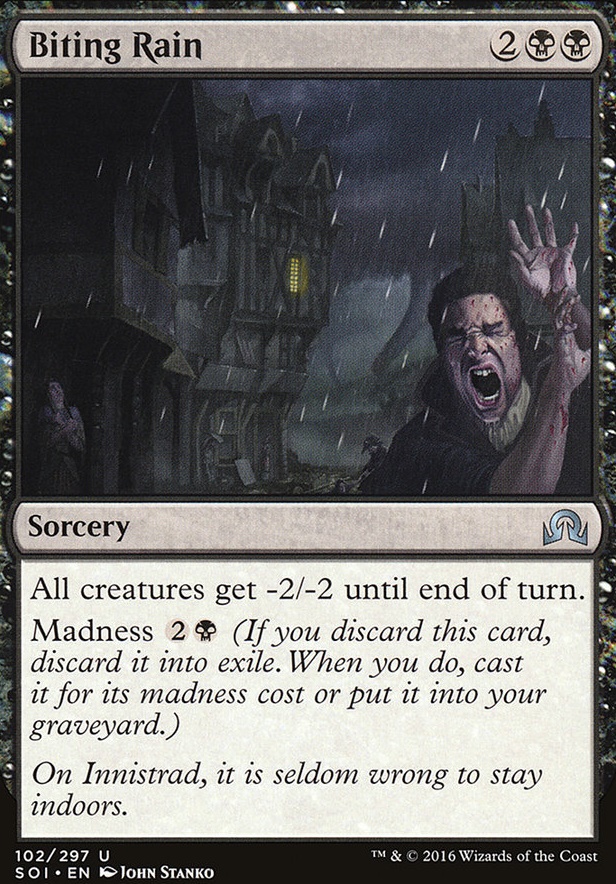 Biting Rain 2
Sorcery
All creatures get -2/-2 until end of turn.
Madness 2 (If you discard this card,
discard it into exile. When you do, cast
it for its madness cost or put it into your
graveyard.)
On Innistrad, it is seldom wrong to stay
indoors.
102/297 U
SOI • EN John Stanko
™ & © 2016 Wizards of the Coast